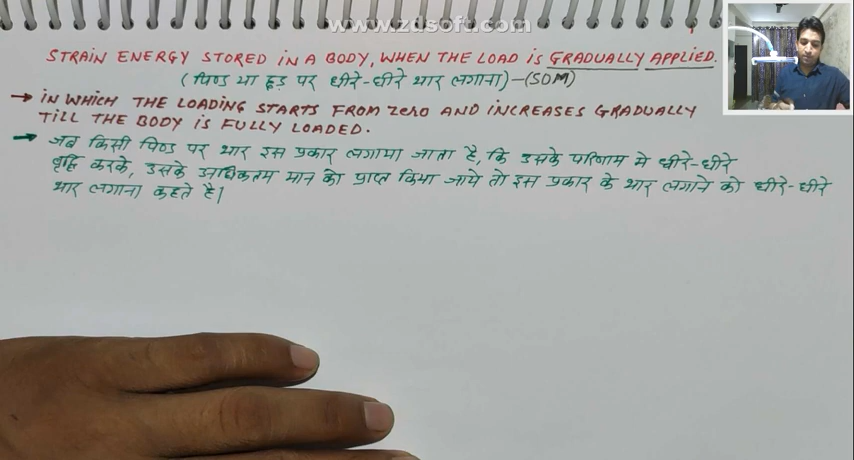 www.zdsoft.com
STRAIN ENERGY STORED IN A BODY, WHEN THE LOAD IS GRADUALLY APPLIED.
(पिण्ड या दृढ़ पर धीरे-धीरे भार लगाना)-(SOM)
→ IN WHICH THE LOADING STARTS FROM ZERO AND INCREASES GRADUALLY
TILL THE BODY IS FULLY LOADED.
→ जब किसी पिण्ड पर भार इस प्रकार लगाया जाता है, कि उसके परिणाम मे धीरे-धीरे
वृद्धि करके, उसके अधिकतम मान को प्राप्त किया जाये तो इस प्रकार के भार लगाने को धीरे-धीरे
भार लगाना कहते है।